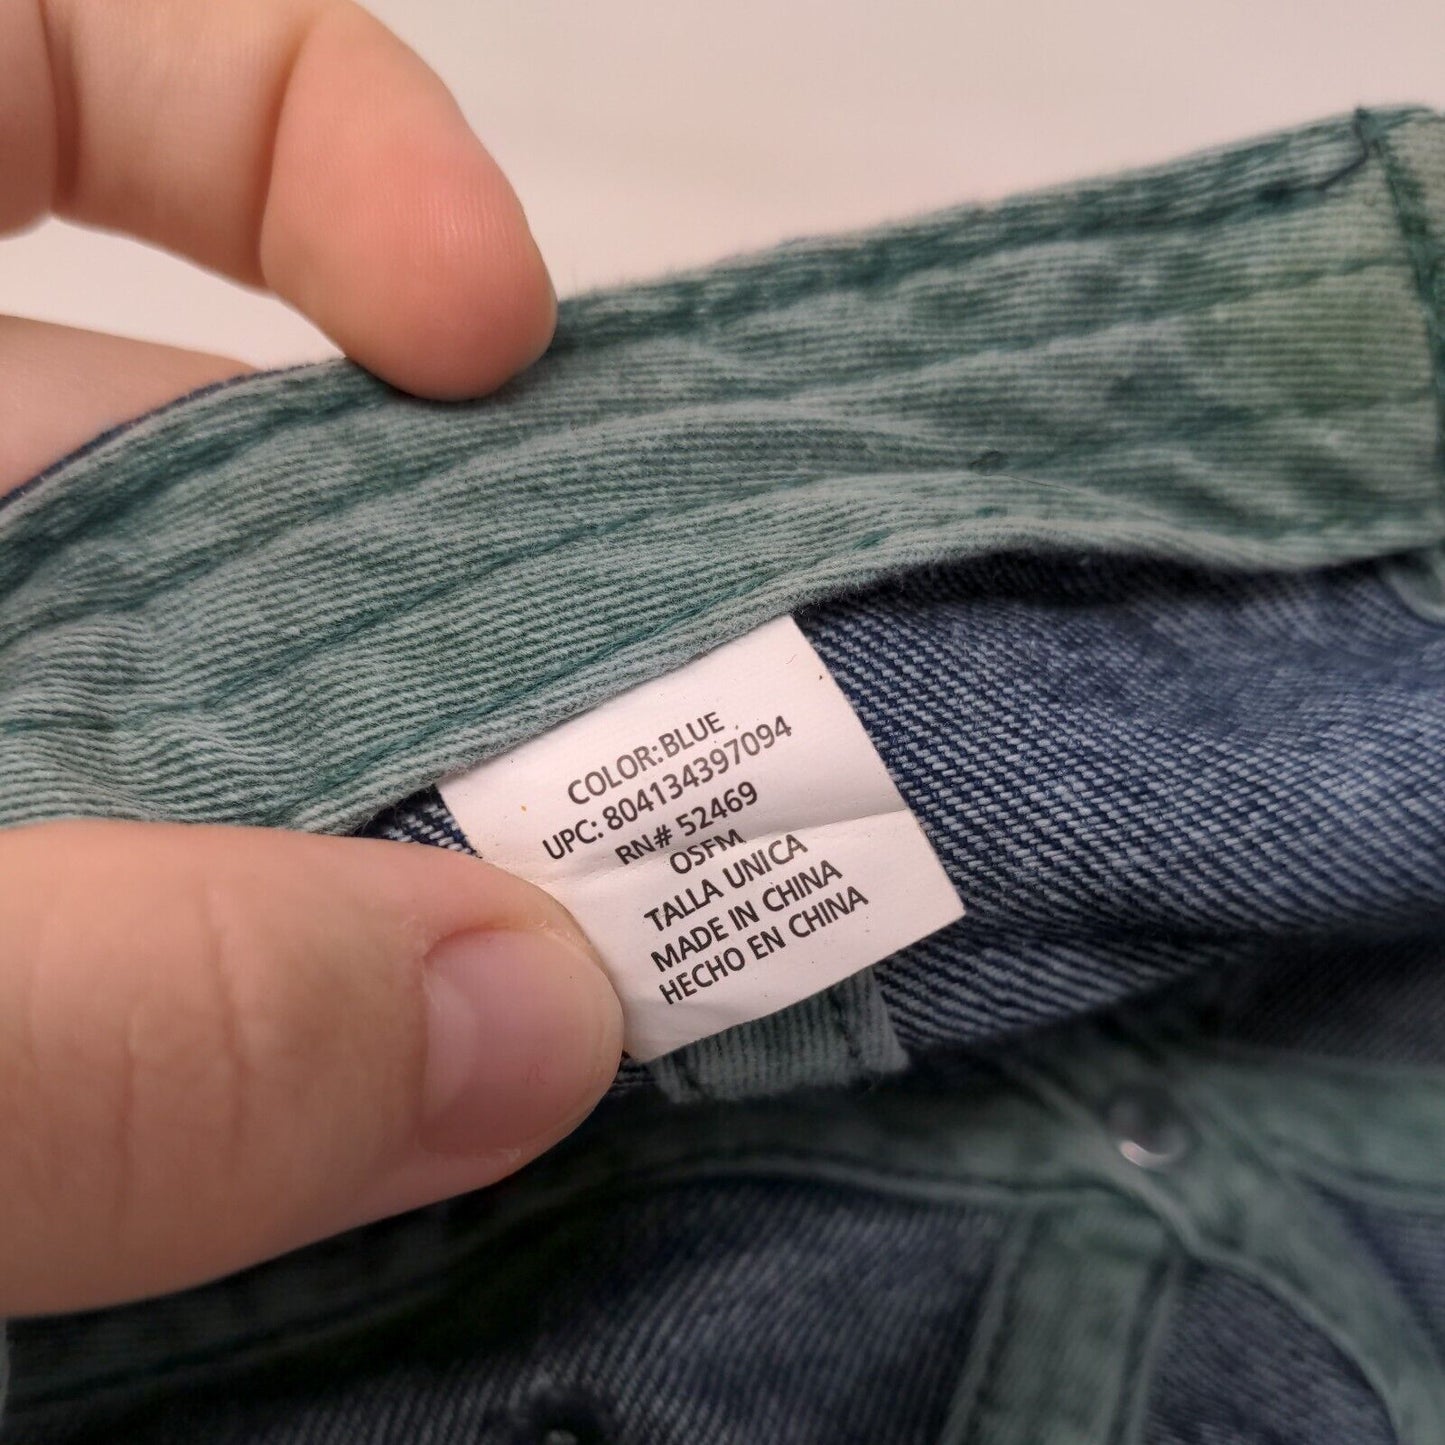 COLOR:BLUE
UPC: 804134397094
RN# 52469
OSFM
TALLA UNICA
MADE IN CHINA
HECHO EN CHINA